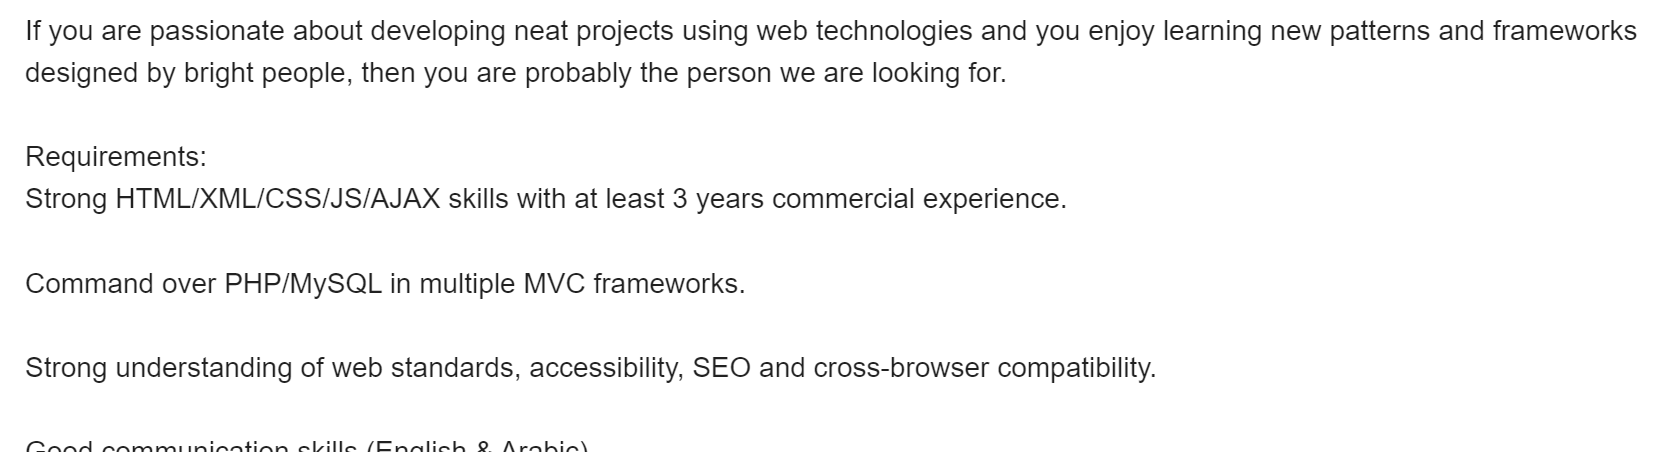 If you are passionate about developing neat projects using web technologies and you enjoy learning new patterns and frameworks
designed by bright people, then you are probably the person we are looking for.
Requirements:
Strong HTML/XML/CSS/JS/AJAX skills with at least 3 years commercial experience.
Command over PHP/MySQL in multiple MVC frameworks.
Strong understanding of web standards, accessibility, SEO and cross-browser compatibility.
Good communication skills (English & Arabic)